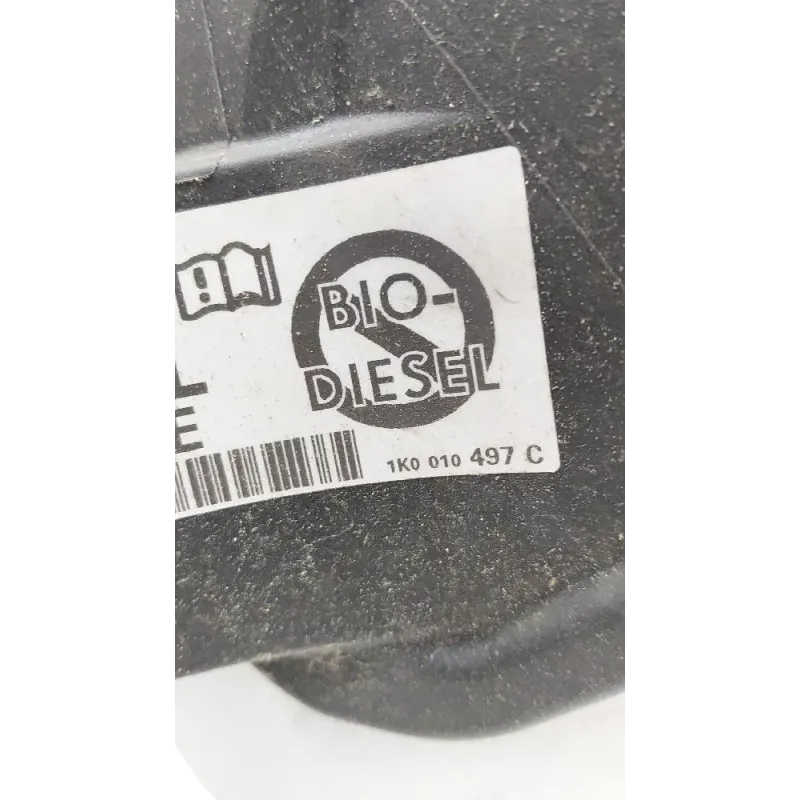 BIO-
DIESEL
L
E
1K0 010 497 C